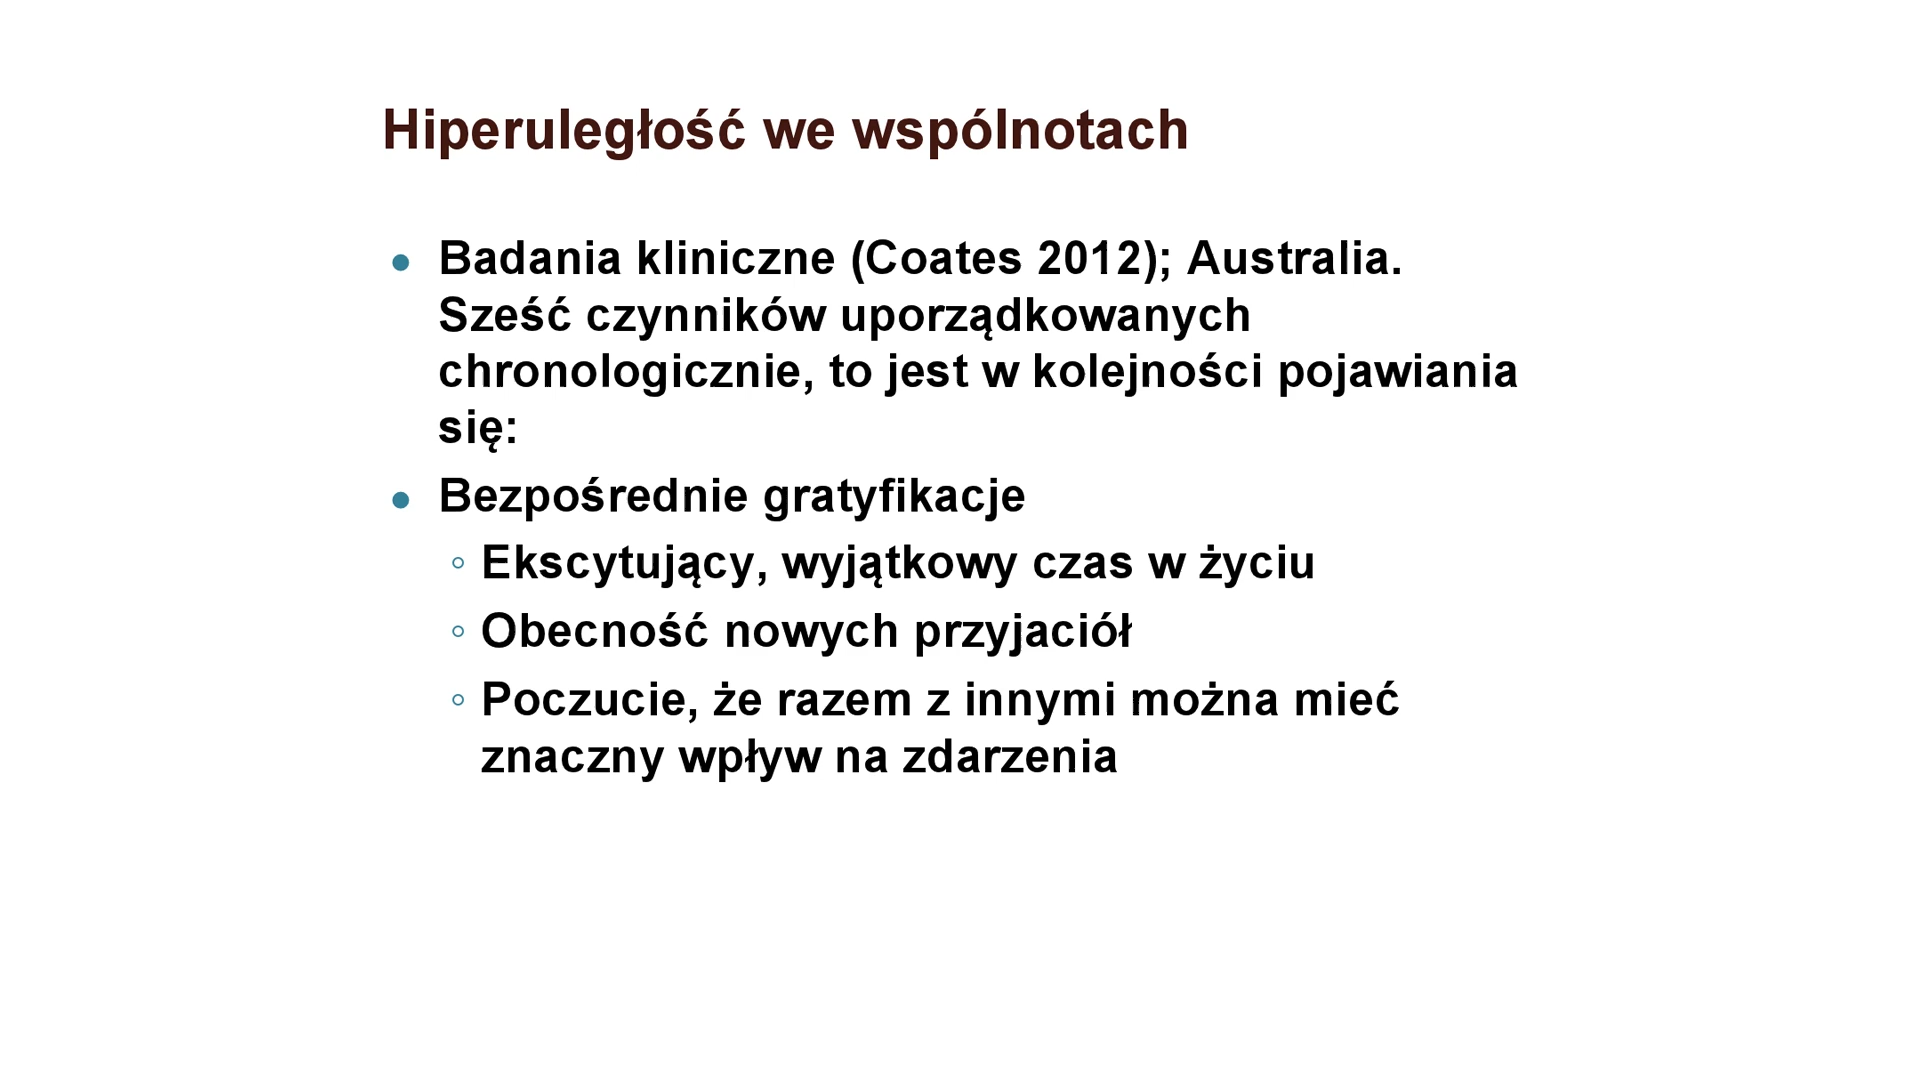 Hiperuległość we wspólnotach
Badania kliniczne (Coates 2012); Australia.
Sześć czynników uporządkowanych
chronologicznie, to jest w kolejności pojawiania
się:
Bezpośrednie gratyfikacje
Ekscytujący, wyjątkowy czas w życiu
Obecność nowych przyjaciół
Poczucie, że razem z innymi można mieć
znaczny wpływ na zdarzenia